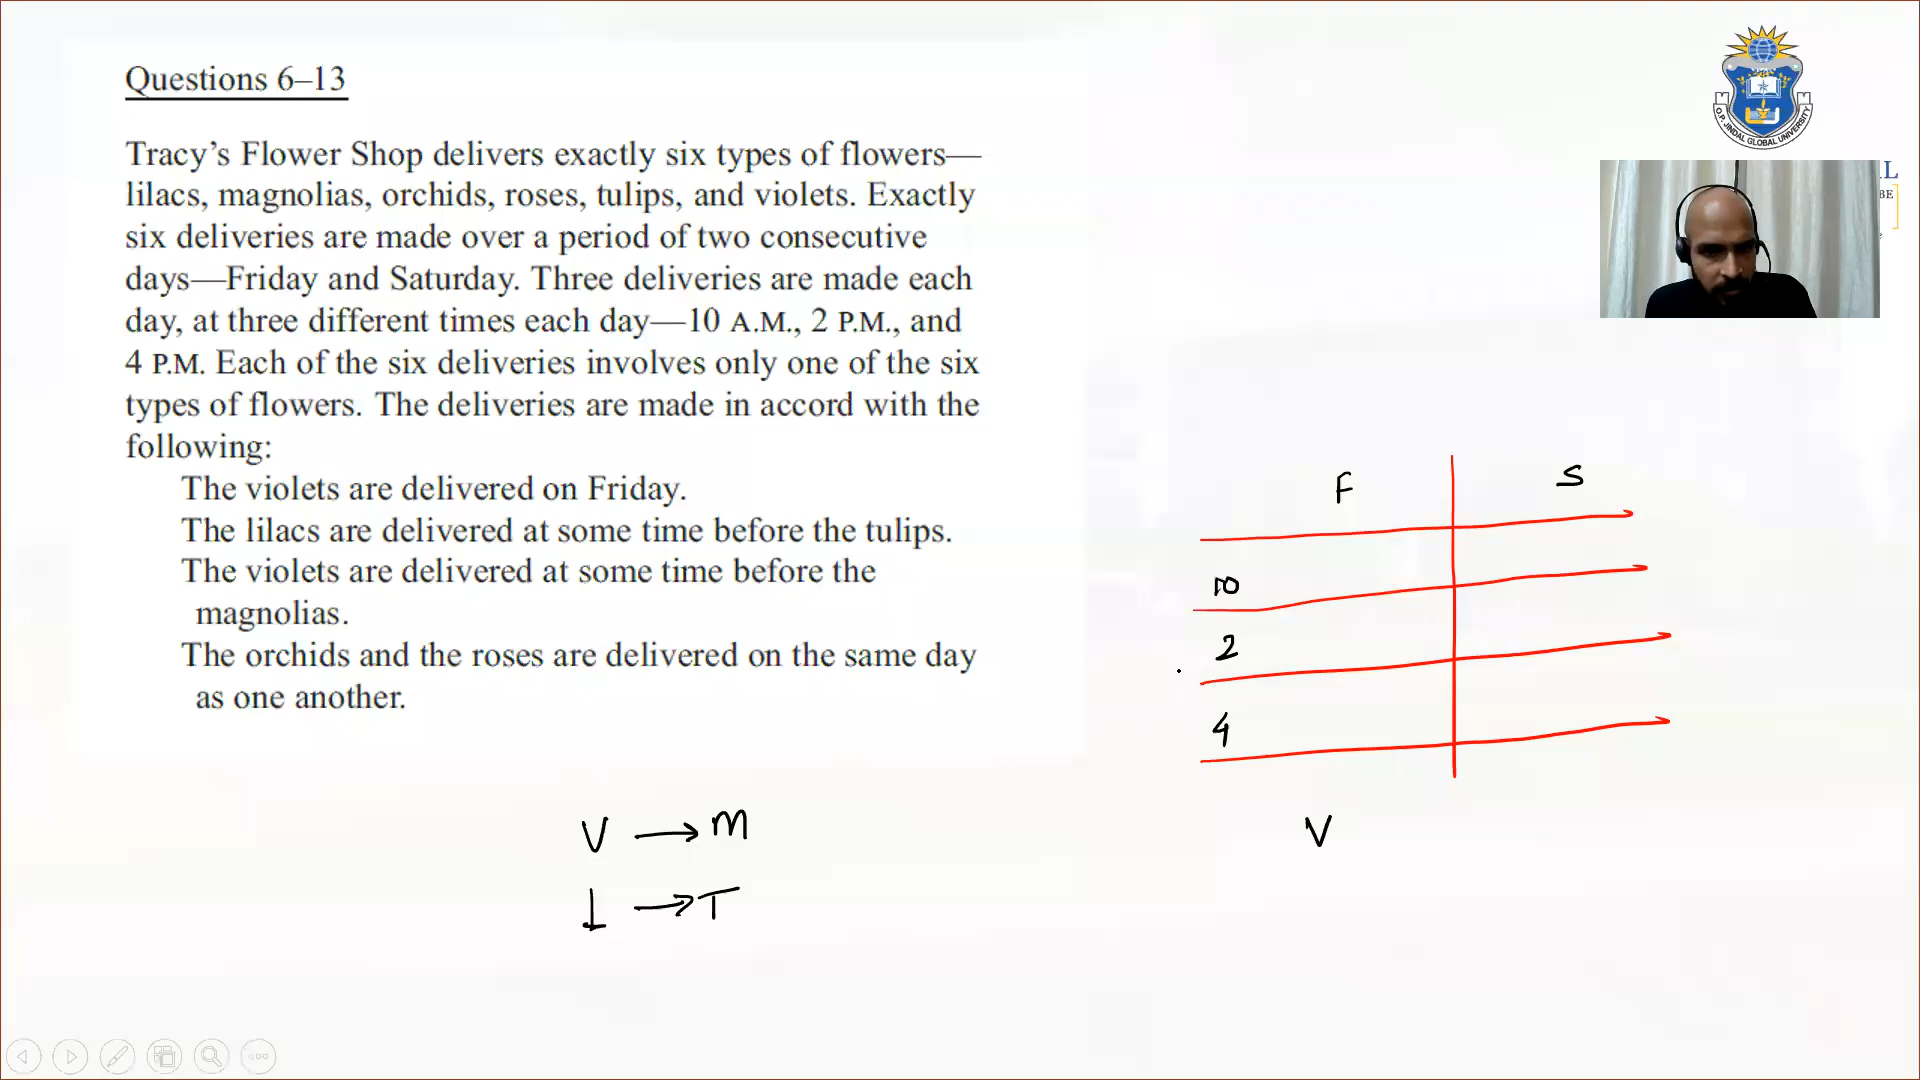 Questions 6–13
Tracy’s Flower Shop delivers exactly six types of flowers—
lilacs, magnolias, orchids, roses, tulips, and violets. Exactly
six deliveries are made over a period of two consecutive
days—Friday and Saturday. Three deliveries are made each
day, at three different times each day—10 A.M., 2 P.M., and
4 P.M. Each of the six deliveries involves only one of the six
types of flowers. The deliveries are made in accord with the
following:
The violets are delivered on Friday.
The lilacs are delivered at some time before the tulips.
The violets are delivered at some time before the
magnolias.
The orchids and the roses are delivered on the same day
as one another.
V → M
L → T
F S
10
2
4
V
O.P. JINDAL GLOBAL UNIVERSITY
L
BE